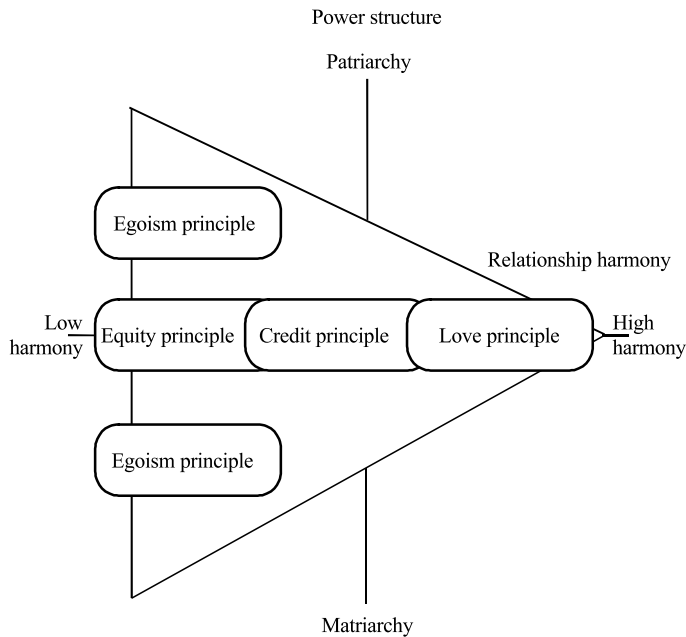 Power structure
Patriarchy
Egoism principle
Relationship harmony
Low
harmony
Equity principle
Credit principle
Love principle
High
harmony
Egoism principle
Matriarchy